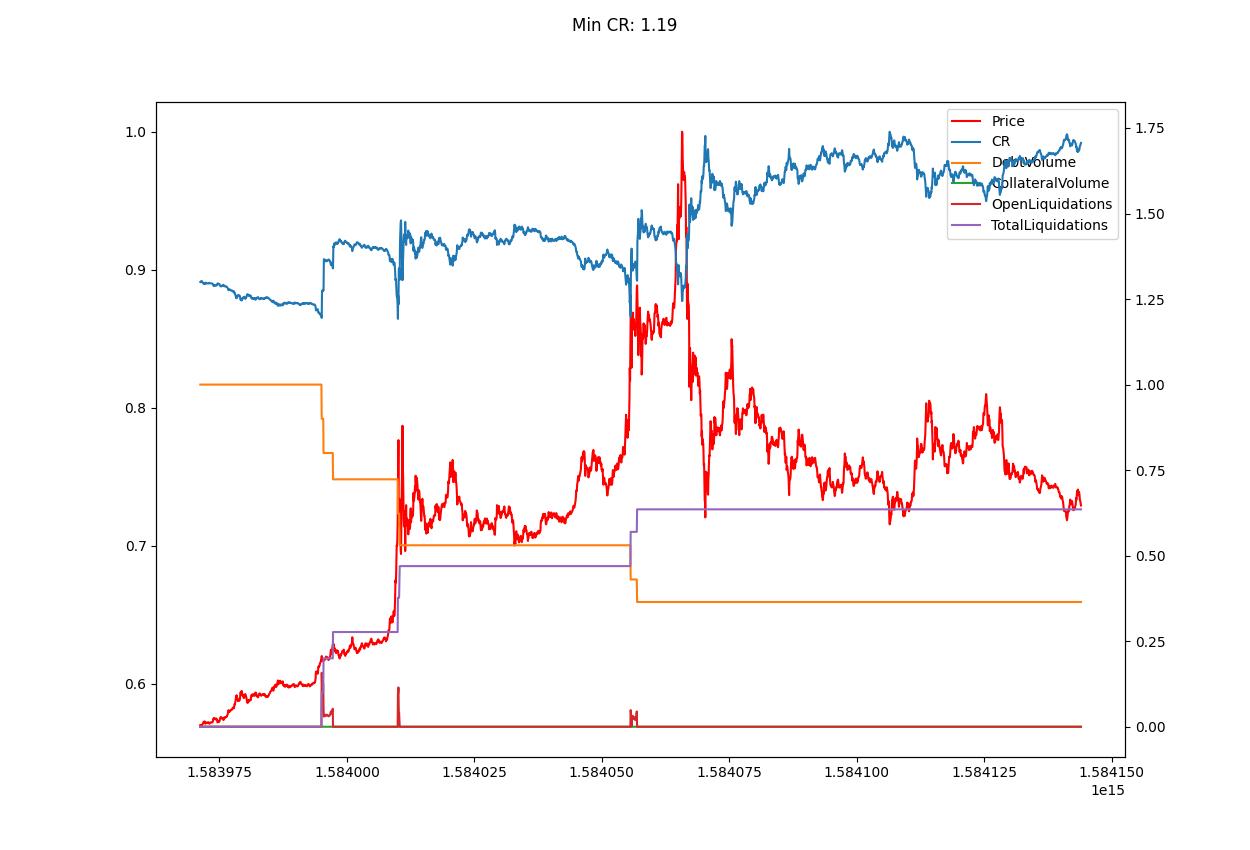 Min CR: 1.19
1.0
0.9
0.8
0.7
0.6
1.75
1.50
1.25
1.00
0.75
0.50
0.25
0.00
Price
CR
DebtVolume
CollateralVolume
OpenLiquidations
TotalLiquidations
1.583975 1.584000 1.584025 1.584050 1.584075 1.584100 1.584125 1.584150
1e15